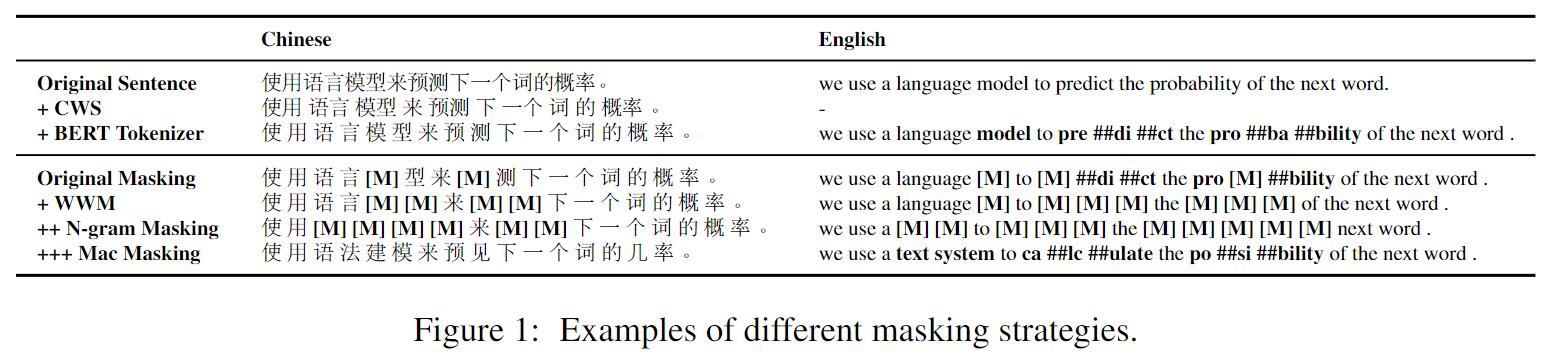 Chinese English
Original Sentence 使用语言模型来预测下一个词的概率。 we use a language model to predict the probability of the next word.
+ CWS 使用 语言 模型 来 预测 下 一个 词 的 概率 。 -
+ BERT Tokenizer 使 用 语 言 模 型 来 预 测 下 一 个 词 的 概 率 。 we use a language model to pre ##di ##ct the pro ##ba ##bility of the next word .
Original Masking 使 用 语 言 [M] 型 来 [M] 测 下 一 个 词 的 概 率 。 we use a language [M] to [M] ##di ##ct the pro [M] ##bility of the next word .
+ WWM 使 用 语 言 [M] [M] 来 [M] [M] 下 一 个 词 的 概 率 。 we use a language [M] to [M] [M] [M] the [M] [M] [M] of the next word .
++ N-gram Masking 使 用 [M] [M] [M] [M] 来 [M] [M] 下 一 个 词 的 概 率 。 we use a [M] [M] to [M] [M] [M] the [M] [M] [M] [M] [M] next word .
+++ Mac Masking 使 用 语 法 建 模 来 预 见 下 一 个 词 的 几 率 。 we use a text system to ca ##lc ##ulate the po ##si ##bility of the next word .
Figure 1: Examples of different masking strategies.